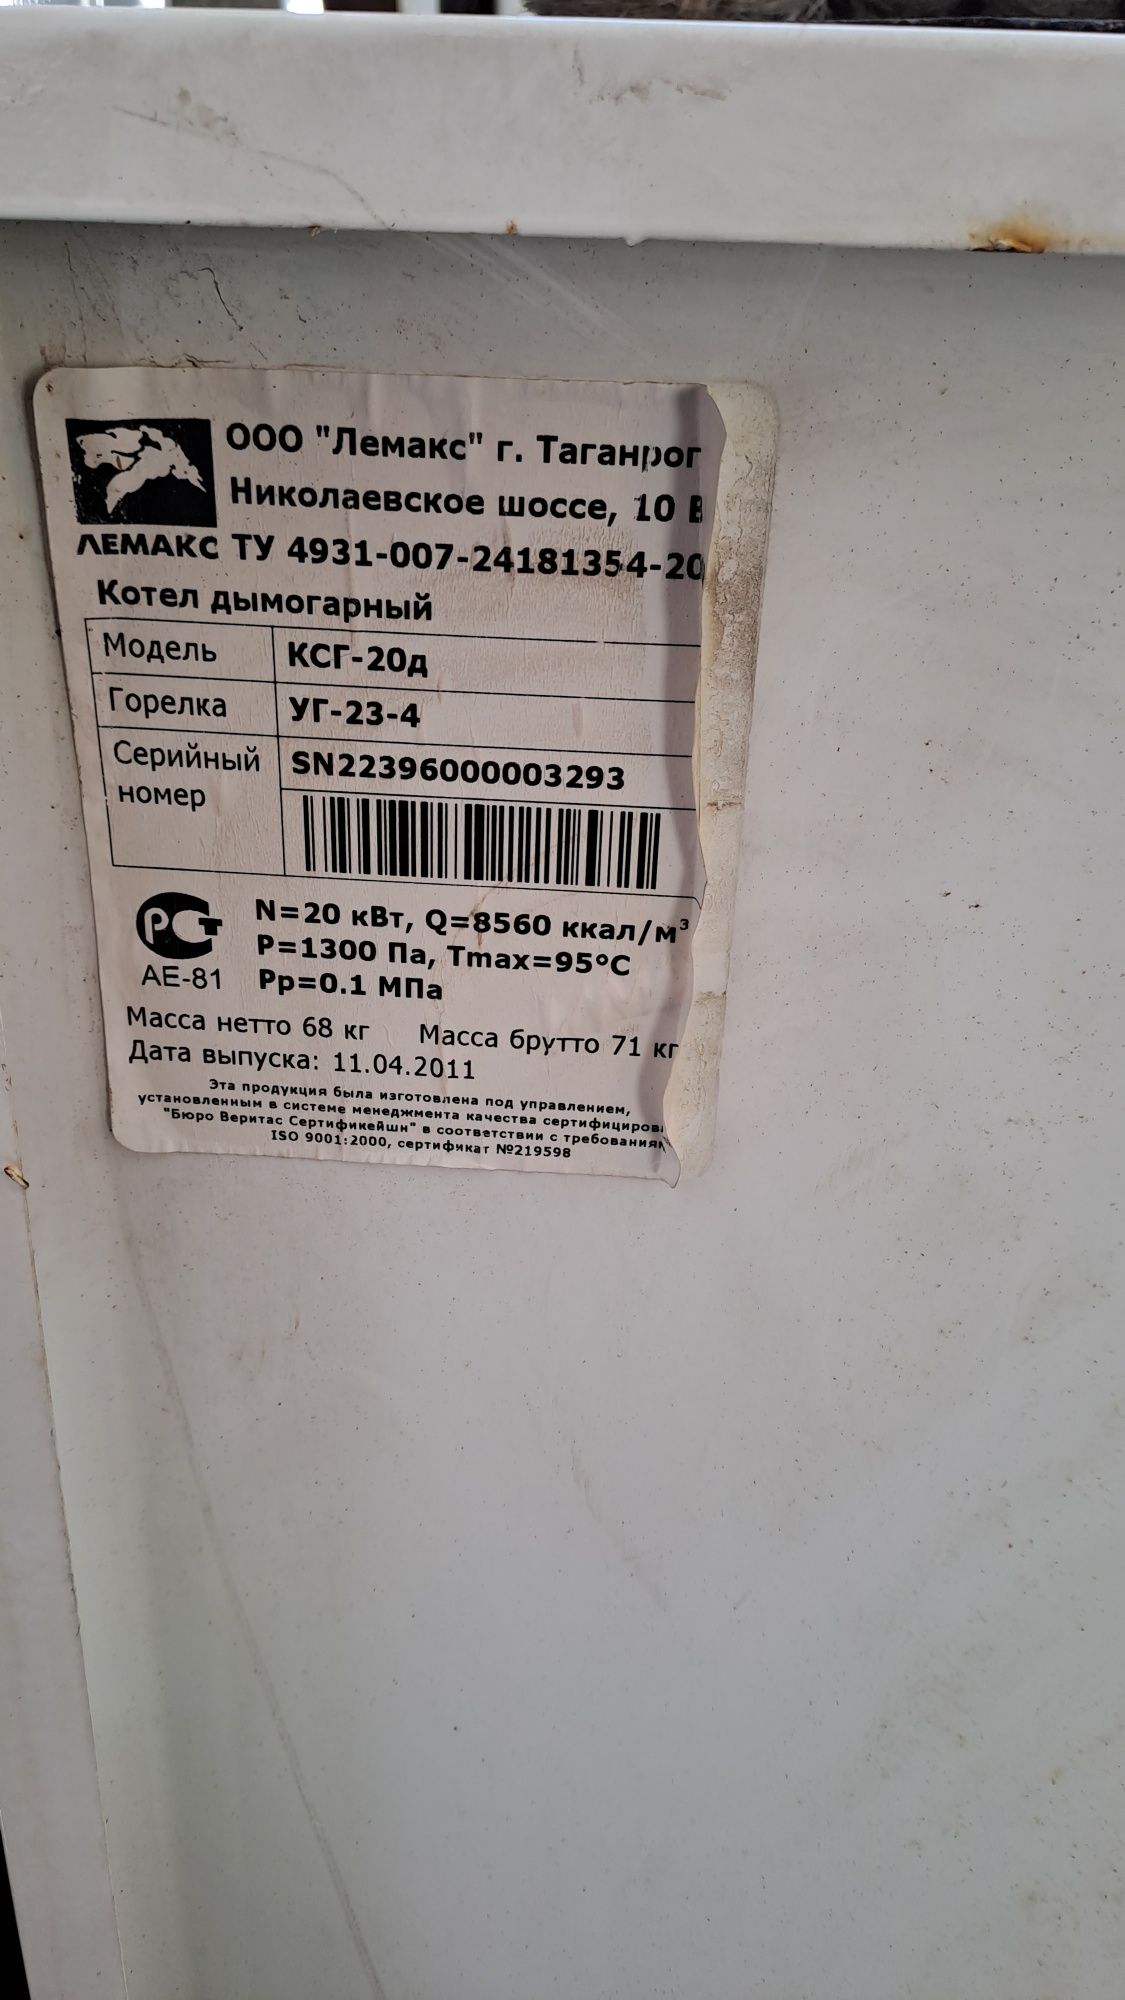 ООО "Лемакс" г. Таганрог
Николаевское шоссе, 10 В
ЛЕМАКС ТУ 4931-007-24181354-20
Котел дымогарный
Модель КСГ-20д
Горелка УГ-23-4
Серийный номер SN22396000003293
РСТ N=20 кВт, Q=8560 ккал/м³
P=1300 Па, Tmax=95°C
АЕ-81 Pp=0.1 МПа
Масса нетто 68 кг Масса брутто 71 кг
Дата выпуска: 11.04.2011
Эта продукция была изготовлена под управлением,
установленным в системе менеджмента качества сертифициров
"Бюро Веритас Сертификейшн" в соответствии с требования
ISO 9001:2000, сертификат №219598